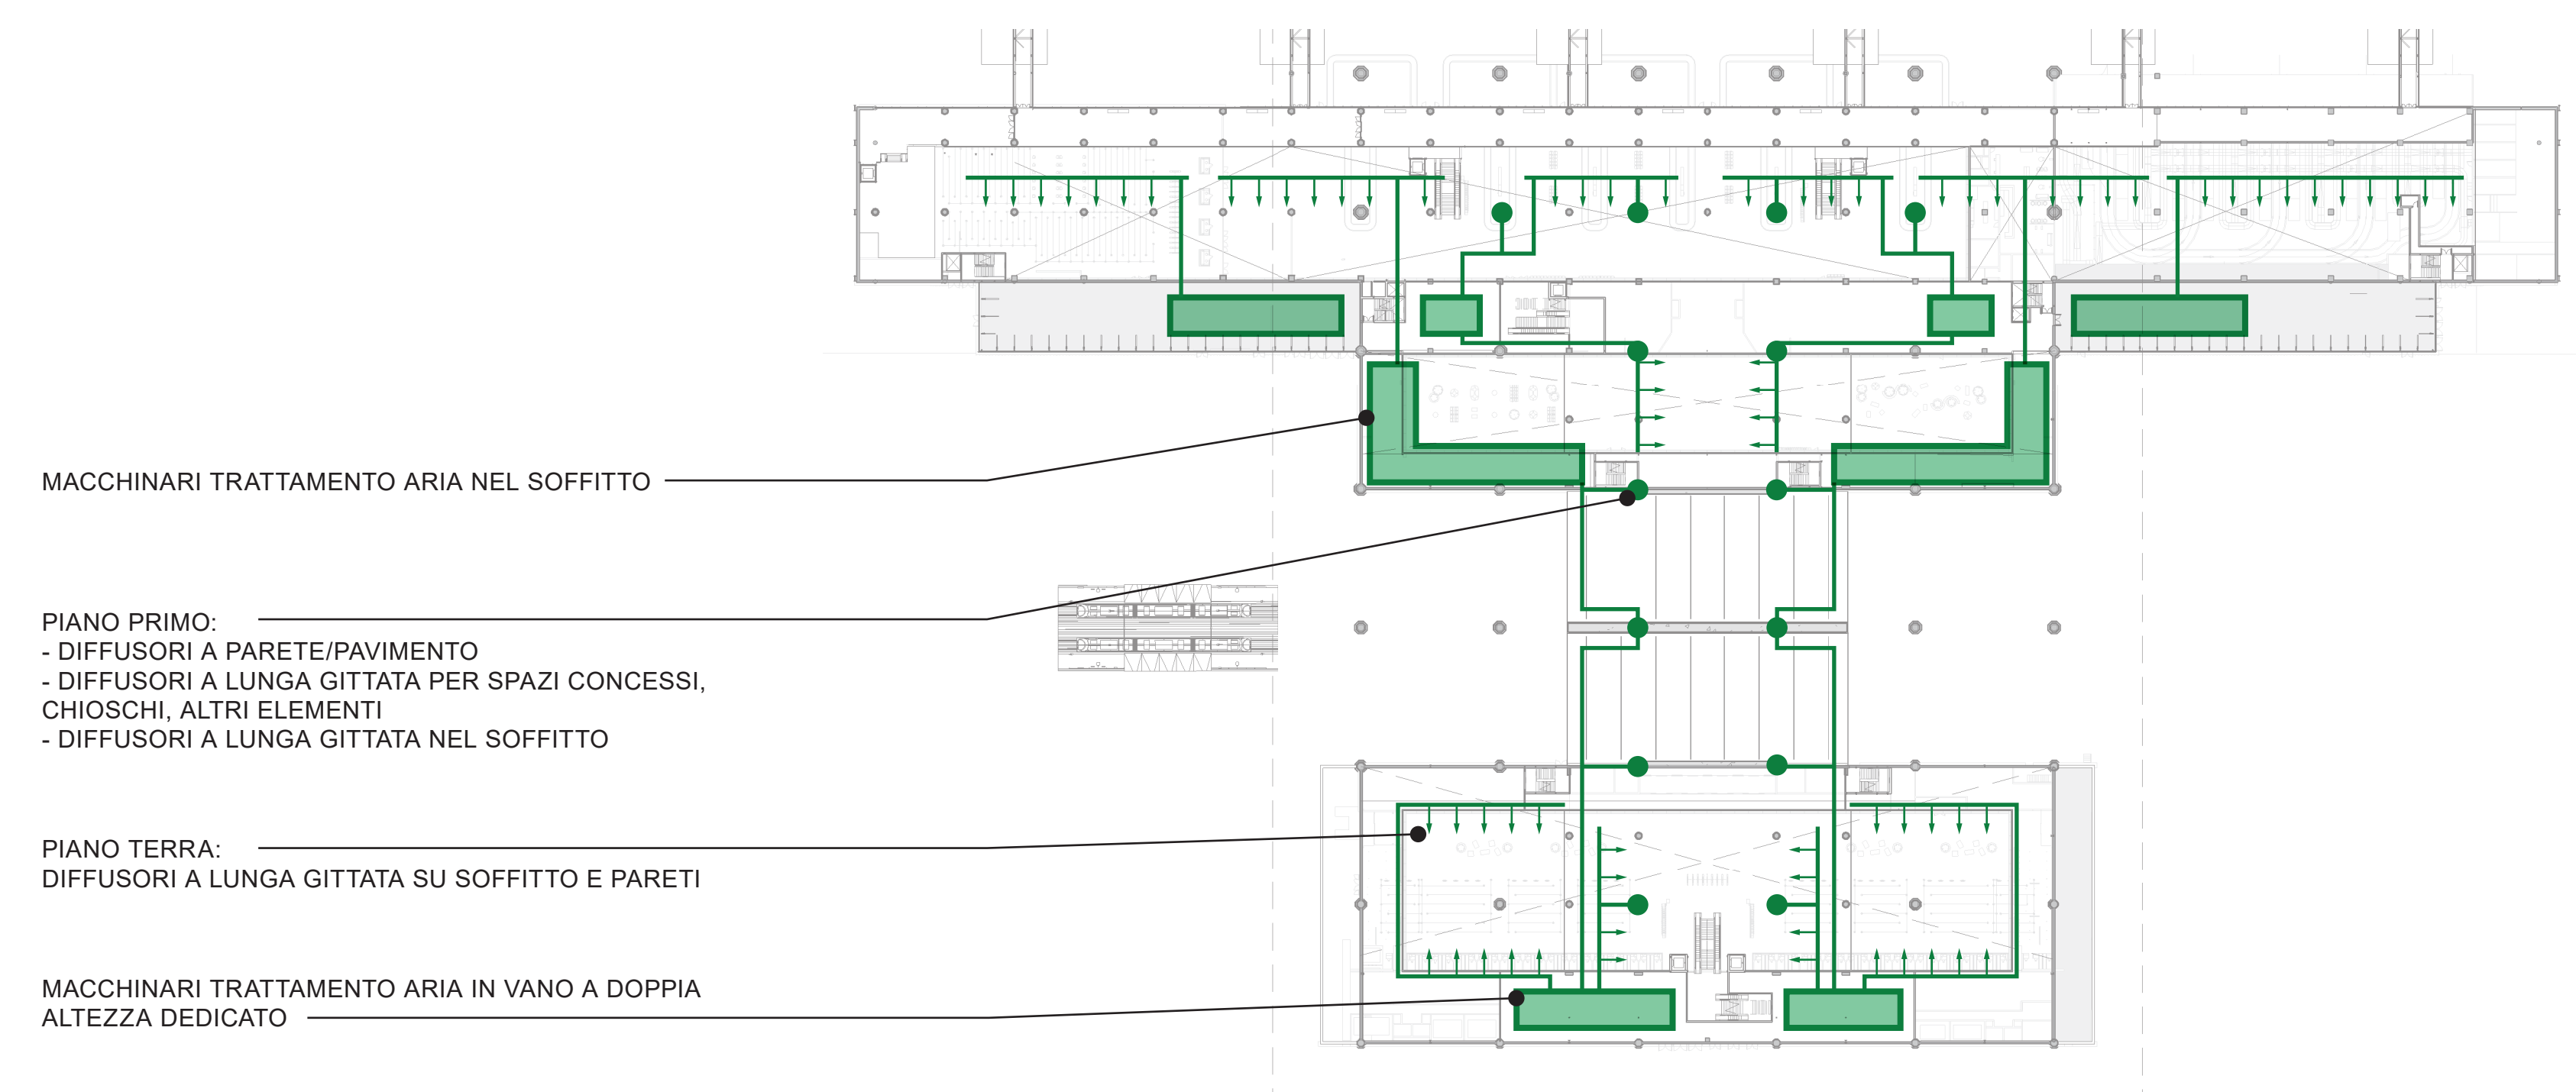 MACCHINARI TRATTAMENTO ARIA NEL SOFFITTO
PIANO PRIMO:
- DIFFUSORI A PARETE/PAVIMENTO
- DIFFUSORI A LUNGA GITTATA PER SPAZI CONCESSI,
CHIOSCHI, ALTRI ELEMENTI
- DIFFUSORI A LUNGA GITTATA NEL SOFFITTO
PIANO TERRA:
DIFFUSORI A LUNGA GITTATA SU SOFFITTO E PARETI
MACCHINARI TRATTAMENTO ARIA IN VANO A DOPPIA
ALTEZZA DEDICATO